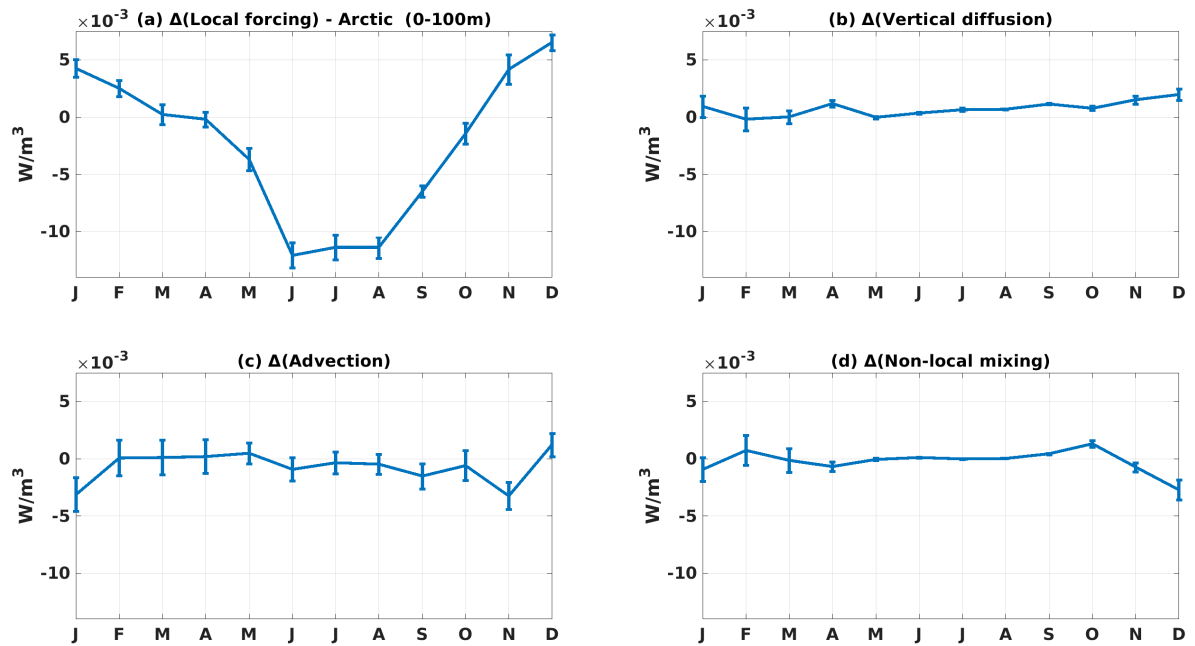 ×10⁻³ (a) Δ(Local forcing) - Arctic (0-100m)
5
0
-5
-10
W/m³
J F M A M J J A S O N D
×10⁻³ (b) Δ(Vertical diffusion)
5
0
-5
-10
W/m³
J F M A M J J A S O N D
×10⁻³ (c) Δ(Advection)
5
0
-5
-10
W/m³
J F M A M J J A S O N D
×10⁻³ (d) Δ(Non-local mixing)
5
0
-5
-10
W/m³
J F M A M J J A S O N D